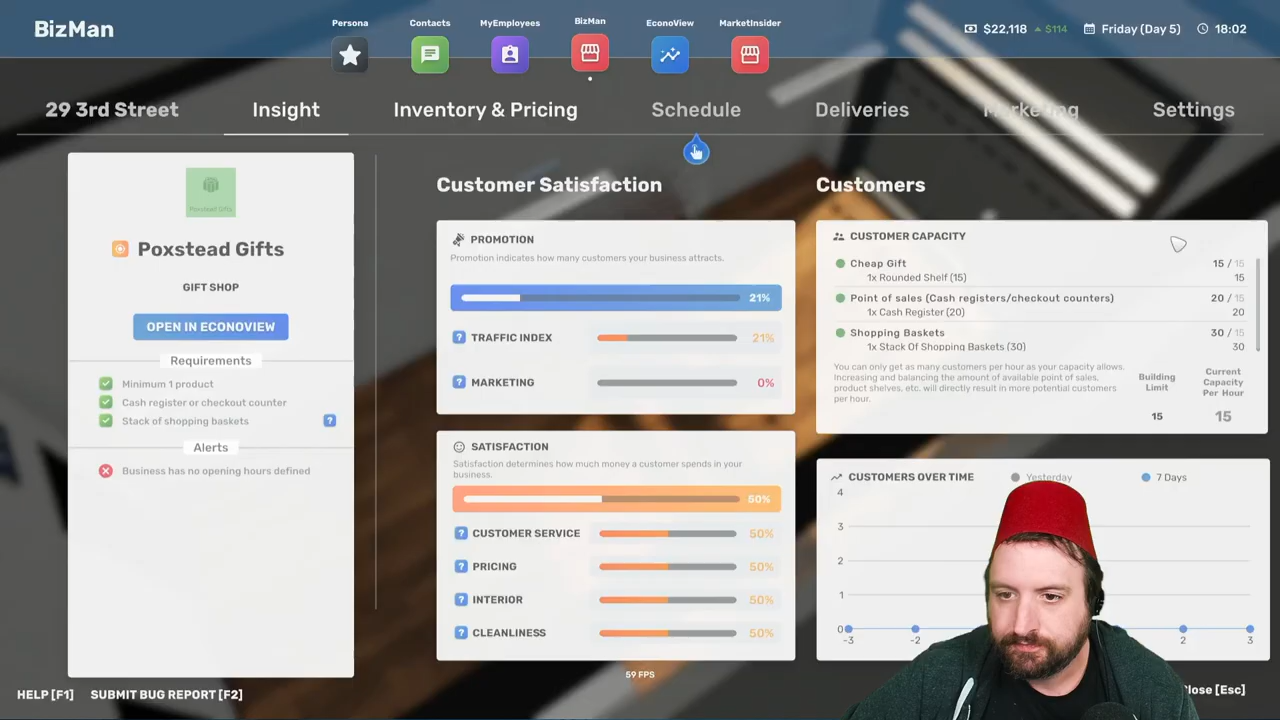 BizMan
Persona
Contacts
MyEmployees
BizMan
EconoView
MarketInsider
$22,118 ▲ $114
Friday (Day 5)
18:02
29 3rd Street
Insight
Inventory & Pricing
Schedule
Deliveries
Marketing
Settings
Poxstead Gifts
Poxstead Gifts
GIFT SHOP
OPEN IN ECONOVIEW
Requirements
Minimum 1 product
Cash register or checkout counter
Stack of shopping baskets
?
Alerts
Business has no opening hours defined
Customer Satisfaction
PROMOTION
Promotion indicates how many customers your business attracts.
21%
? TRAFFIC INDEX 21%
? MARKETING 0%
SATISFACTION
Satisfaction determines how much money a customer spends in your
business.
50%
? CUSTOMER SERVICE 50%
? PRICING 50%
? INTERIOR 50%
? CLEANLINESS 50%
Customers
CUSTOMER CAPACITY
Cheap Gift 15 / 15
1x Rounded Shelf (15) 15
Point of sales (Cash registers/checkout counters) 20 / 15
1x Cash Register (20) 20
Shopping Baskets 30 / 15
1x Stack Of Shopping Baskets (30) 30
You can only get as many customers per hour as your capacity allows.
Increasing and balancing the amount of available point of sales,
product shelves, etc. will directly result in more potential customers
per hour.
Building
Limit
15
Current
Capacity
Per Hour
15
CUSTOMERS OVER TIME
Yesterday
7 Days
4
3
2
1
0
-3
-2
2
3
59 FPS
HELP [F1]
SUBMIT BUG REPORT [F2]
[Esc]